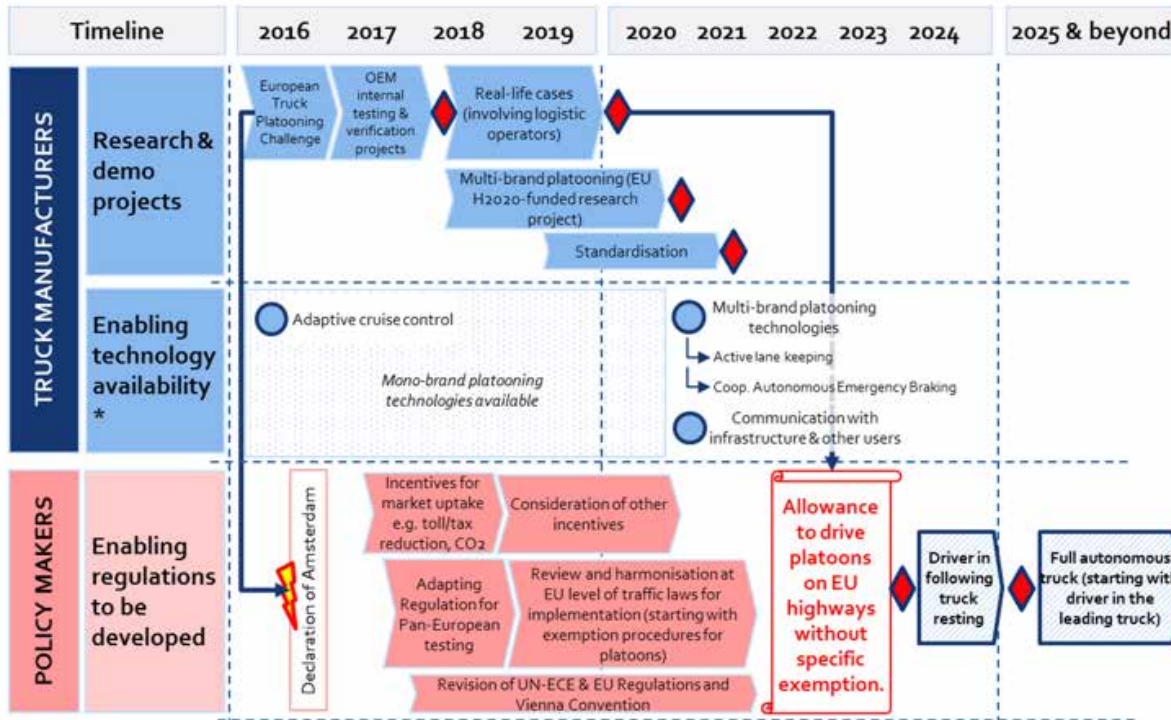 Timeline
2016
2017
2018
2019
2020
2021
2022
2023
2024
2025 & beyond
TRUCK MANUFACTURERS
Research &
demo
projects
European
Truck
Platooning
Challenge
OEM
internal
testing &
verification
projects
Real-life cases
(involving logistic
operators)
Multi-brand platooning (EU
H2020-funded research
project)
Standardisation
Enabling
technology
availability
*
Adaptive cruise control
Mono-brand platooning
technologies available
Multi-brand platooning
technologies
Active lane keeping
Coop. Autonomous Emergency Braking
Communication with
infrastructure & other users
POLICY MAKERS
Enabling
regulations
to be
developed
Declaration of Amsterdam
Incentives for
market uptake
e.g. toll/tax
reduction, CO2
Consideration of other
incentives
Adapting
Regulation for
Pan-European
testing
Review and harmonisation at
EU level of traffic laws for
implementation (starting with
exemption procedures for
platoons)
Revision of UN-ECE & EU Regulations and
Vienna Convention
Allowance
to drive
platoons
on EU
highways
without
specific
exemption.
Driver in
following
truck
resting
Full autonomous
truck (starting with
driver in the
leading truck)